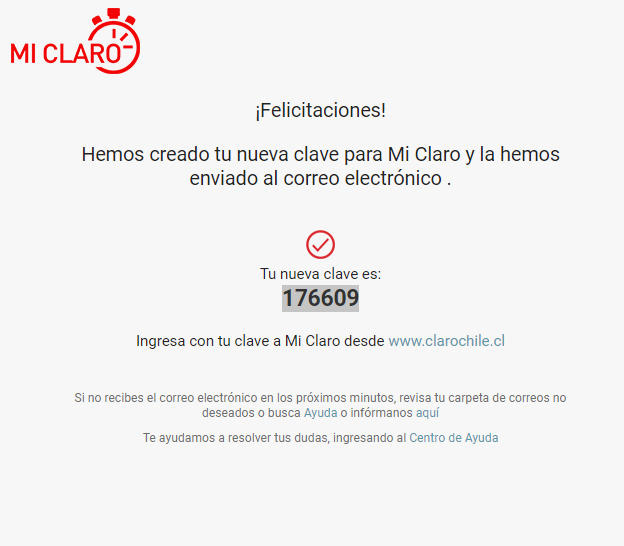 MI CLARO
¡Felicitaciones!
Hemos creado tu nueva clave para Mi Claro y la hemos
enviado al correo electrónico .
Tu nueva clave es:
176609
Ingresa con tu clave a Mi Claro desde www.clarochile.cl
Si no recibes el correo electrónico en los próximos minutos, revisa tu carpeta de correos no
deseados o busca Ayuda o infórmanos aquí
Te ayudamos a resolver tus dudas, ingresando al Centro de Ayuda